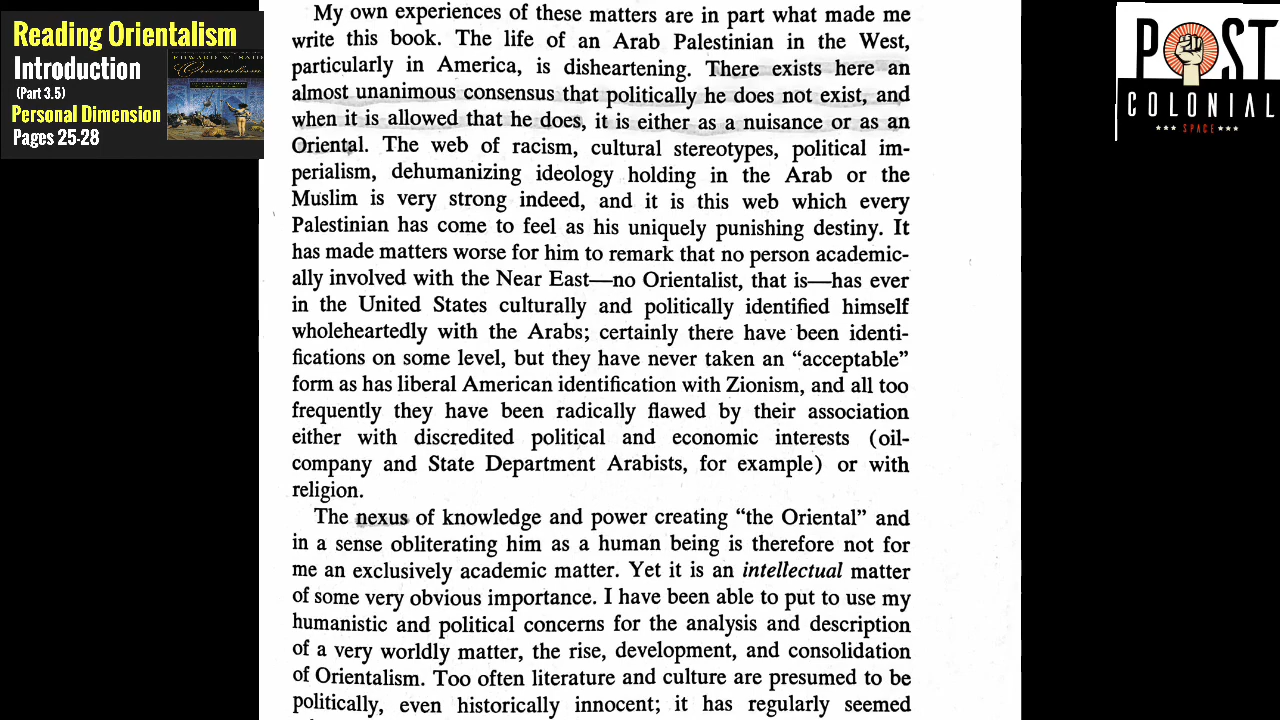 Reading Orientalism
Introduction
(Part 3.5)
Personal Dimension
Pages 25-28
EDWARD W. SAID
Orientalism
POST
COLONIAL
*** SPACE ***
My own experiences of these matters are in part what made me
write this book. The life of an Arab Palestinian in the West,
particularly in America, is disheartening. There exists here an
almost unanimous consensus that politically he does not exist, and
when it is allowed that he does, it is either as a nuisance or as an
Oriental. The web of racism, cultural stereotypes, political im-
perialism, dehumanizing ideology holding in the Arab or the
Muslim is very strong indeed, and it is this web which every
Palestinian has come to feel as his uniquely punishing destiny. It
has made matters worse for him to remark that no person academic-
ally involved with the Near East—no Orientalist, that is—has ever
in the United States culturally and politically identified himself
wholeheartedly with the Arabs; certainly there have been identi-
fications on some level, but they have never taken an “acceptable”
form as has liberal American identification with Zionism, and all too
frequently they have been radically flawed by their association
either with discredited political and economic interests (oil-
company and State Department Arabists, for example) or with
religion.
The nexus of knowledge and power creating “the Oriental” and
in a sense obliterating him as a human being is therefore not for
me an exclusively academic matter. Yet it is an intellectual matter
of some very obvious importance. I have been able to put to use my
humanistic and political concerns for the analysis and description
of a very worldly matter, the rise, development, and consolidation
of Orientalism. Too often literature and culture are presumed to be
politically, even historically innocent; it has regularly seemed